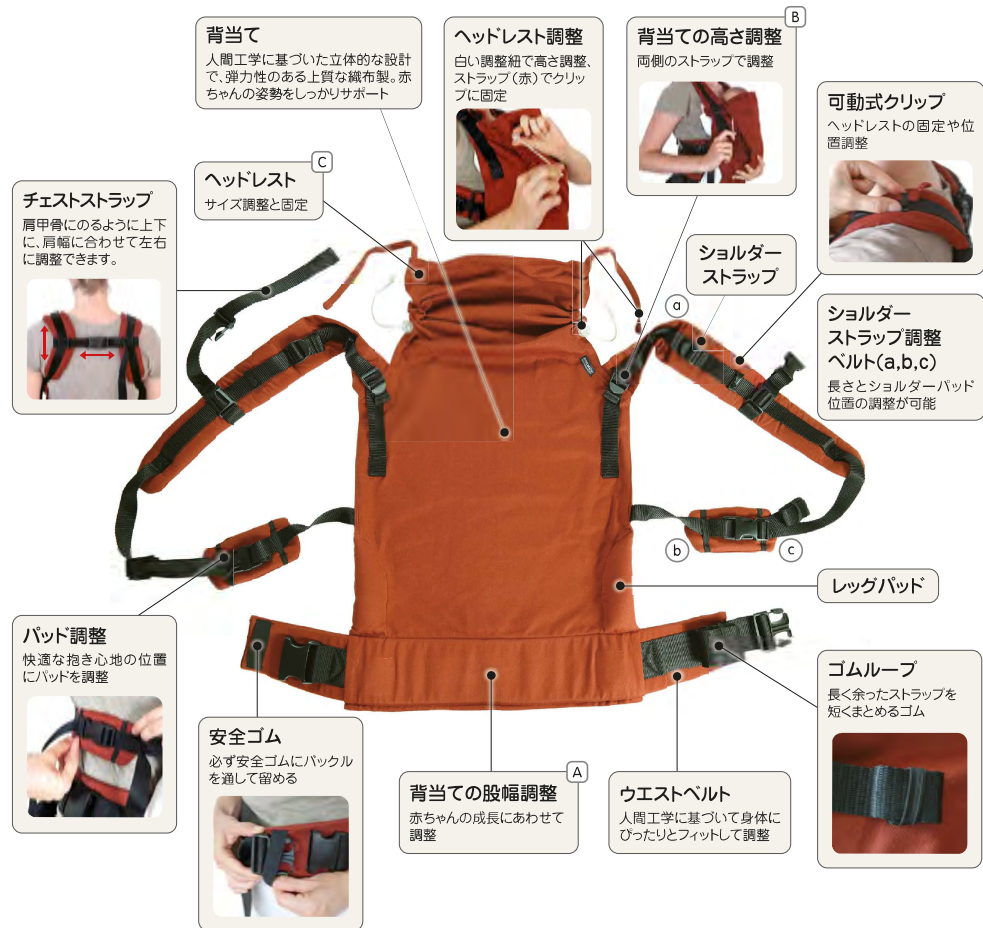 背当て
人間工学に基づいた立体的な設計
で、弾力性のある上質な織布製。赤
ちゃんの姿勢をしっかりサポート
ヘッドレスト調整
白い調整紐で高さ調整、
ストラップ(赤)でクリッ
プに固定
B
背当ての高さ調整
両側のストラップで調整
可動式クリップ
ヘッドレストの固定や位
置調整
C
ヘッドレスト
サイズ調整と固定
チェストストラップ
肩甲骨にのるように上下
に、肩幅に合わせて左右
に調整できます。
ショルダー
ストラップ
a
ショルダー
ストラップ調整
ベルト(a,b,c)
長さとショルダーパッド
位置の調整が可能
b
c
レッグパッド
パッド調整
快適な抱き心地の位置
にパッドを調整
安全ゴム
必ず安全ゴムにバックル
を通して留める
A
背当ての股幅調整
赤ちゃんの成長にあわせて
調整
ウエストベルト
人間工学に基づいて身体に
ぴったりとフィットして調整
ゴムループ
長く余ったストラップを
短くまとめるゴム